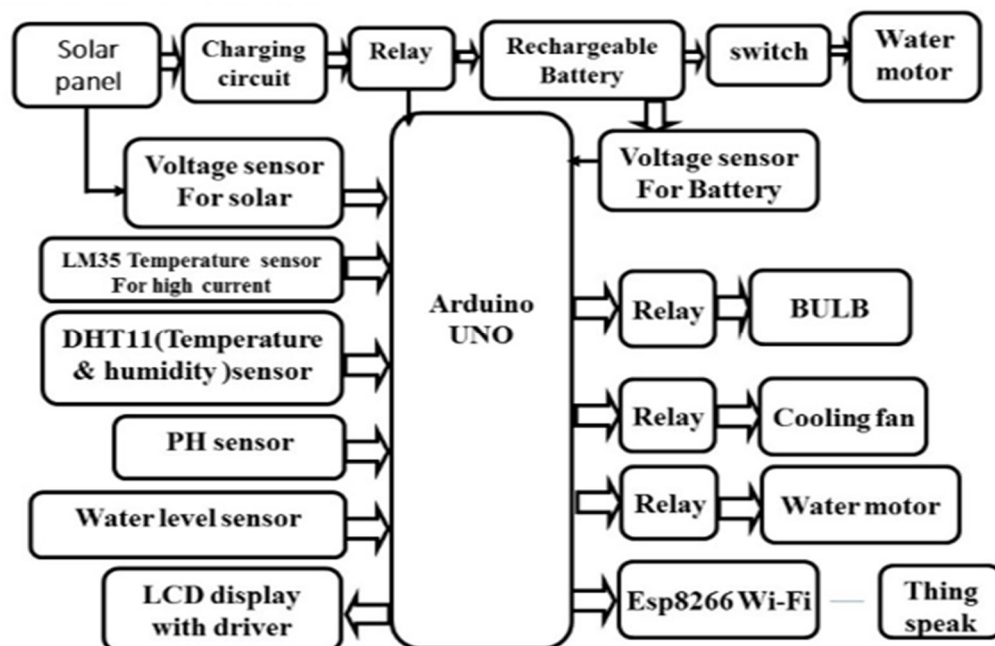 Solar
panel
Charging
circuit
Relay
Rechargeable
Battery
switch
Water
motor
Voltage sensor
For solar
Voltage sensor
For Battery
LM35 Temperature sensor
For high current
Arduino
UNO
Relay
BULB
DHT11(Temperature
& humidity )sensor
Relay
Cooling fan
PH sensor
Relay
Water motor
Water level sensor
LCD display
with driver
Esp8266 Wi-Fi
Thing
speak